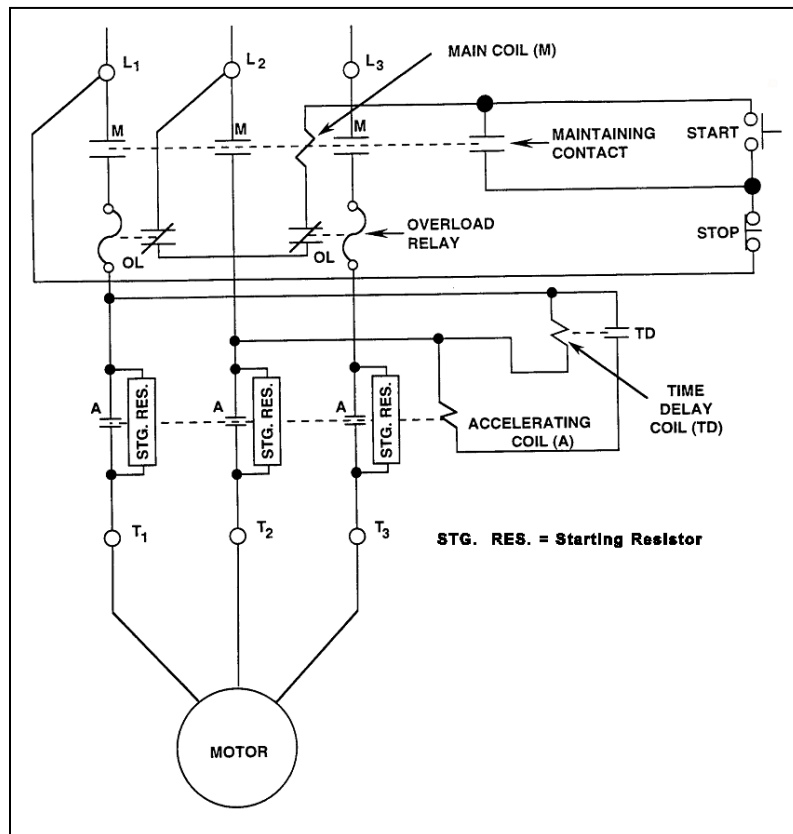 L1
L2
L3
MAIN COIL (M)
M
M
M
MAINTAINING
CONTACT
START
OL
OL
OVERLOAD
RELAY
STOP
TD
A
STG. RES.
A
STG. RES.
A
STG. RES.
ACCELERATING
COIL (A)
TIME
DELAY
COIL (TD)
T1
T2
T3
STG. RES. = Starting Resistor
MOTOR